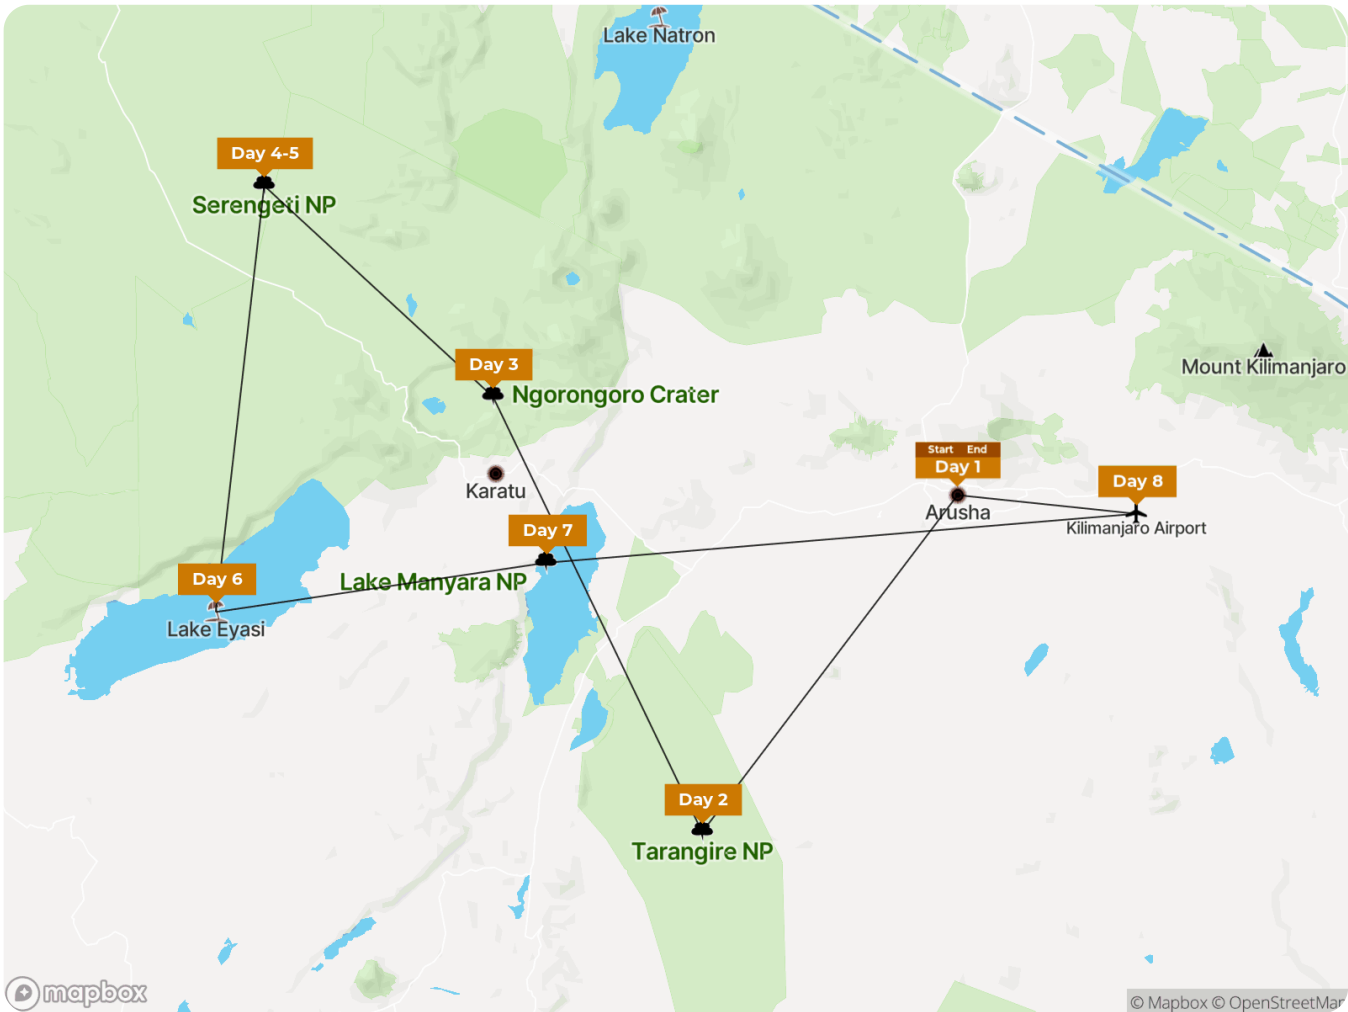 Lake Natron
Day 4-5
Serengeti NP
Day 3
Ngorongoro Crater
Mount Kilimanjaro
Karatu
Start End
Day 1
Arusha
Day 8
Kilimanjaro Airport
Day 7
Lake Manyara NP
Day 6
Lake Eyasi
Day 2
Tarangire NP
mapbox
© Mapbox © OpenStreetMap